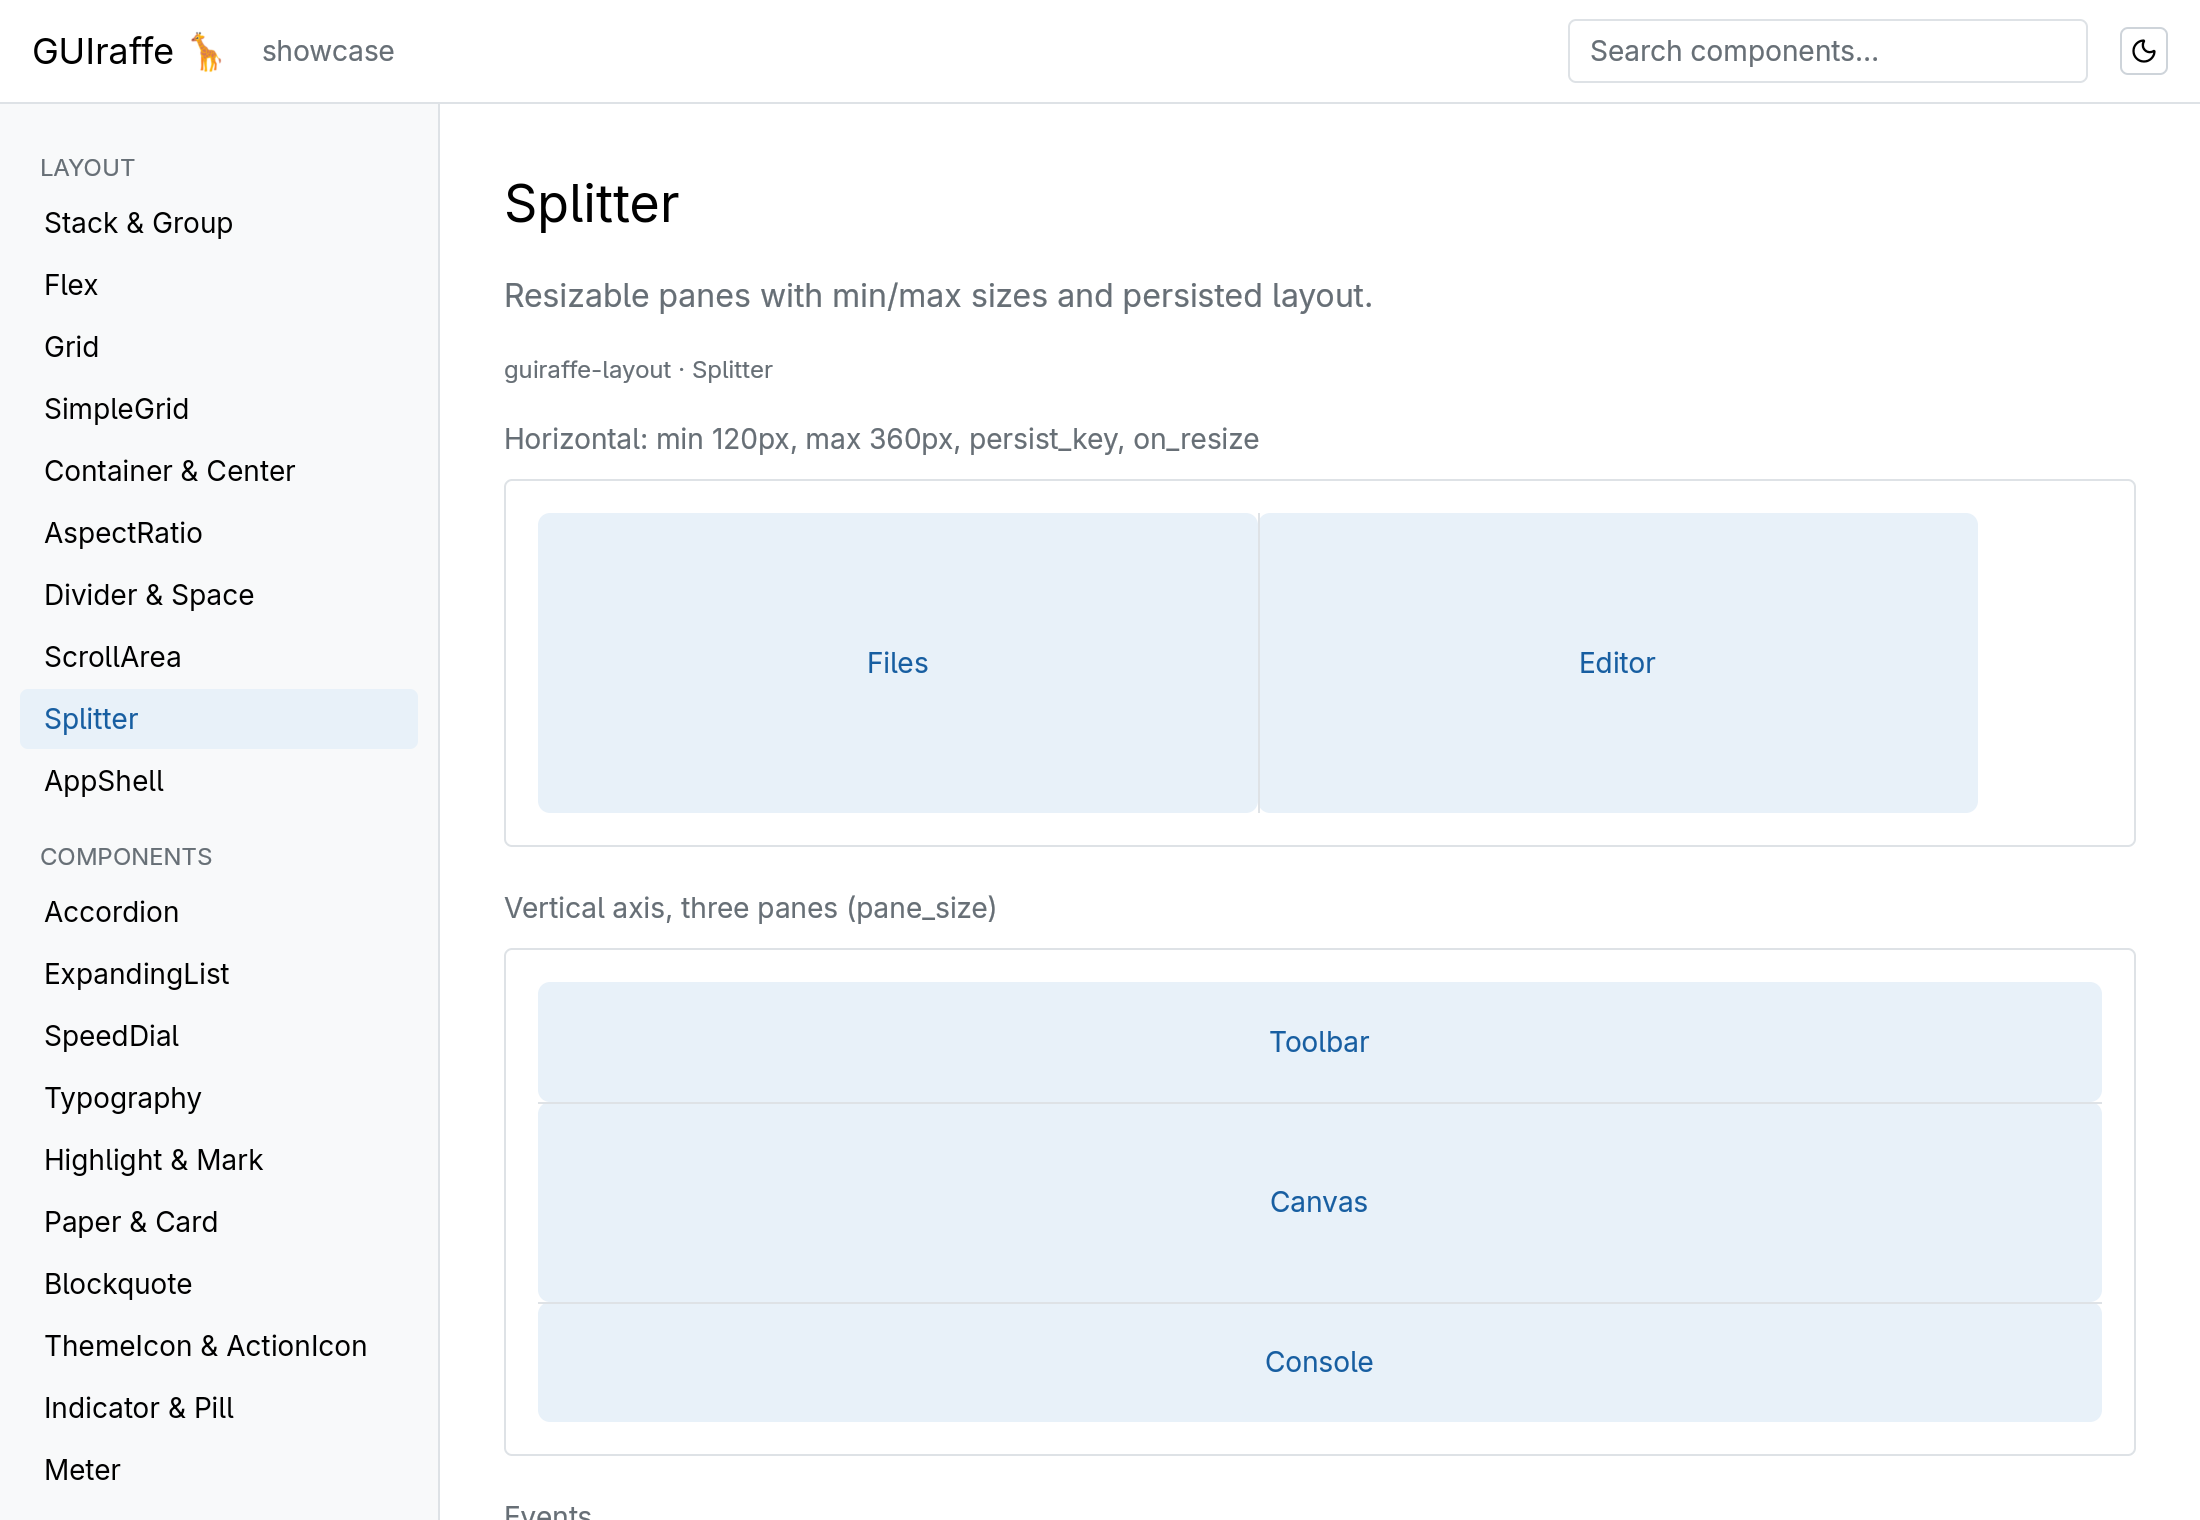 GUIraffe 🦒 showcase
Search components...
LAYOUT
Stack & Group
Flex
Grid
SimpleGrid
Container & Center
AspectRatio
Divider & Space
ScrollArea
Splitter
AppShell
COMPONENTS
Accordion
ExpandingList
SpeedDial
Typography
Highlight & Mark
Paper & Card
Blockquote
ThemeIcon & ActionIcon
Indicator & Pill
Meter
Splitter
Resizable panes with min/max sizes and persisted layout.
guiraffe-layout · Splitter
Horizontal: min 120px, max 360px, persist_key, on_resize
Files
Editor
Vertical axis, three panes (pane_size)
Toolbar
Canvas
Console
Events